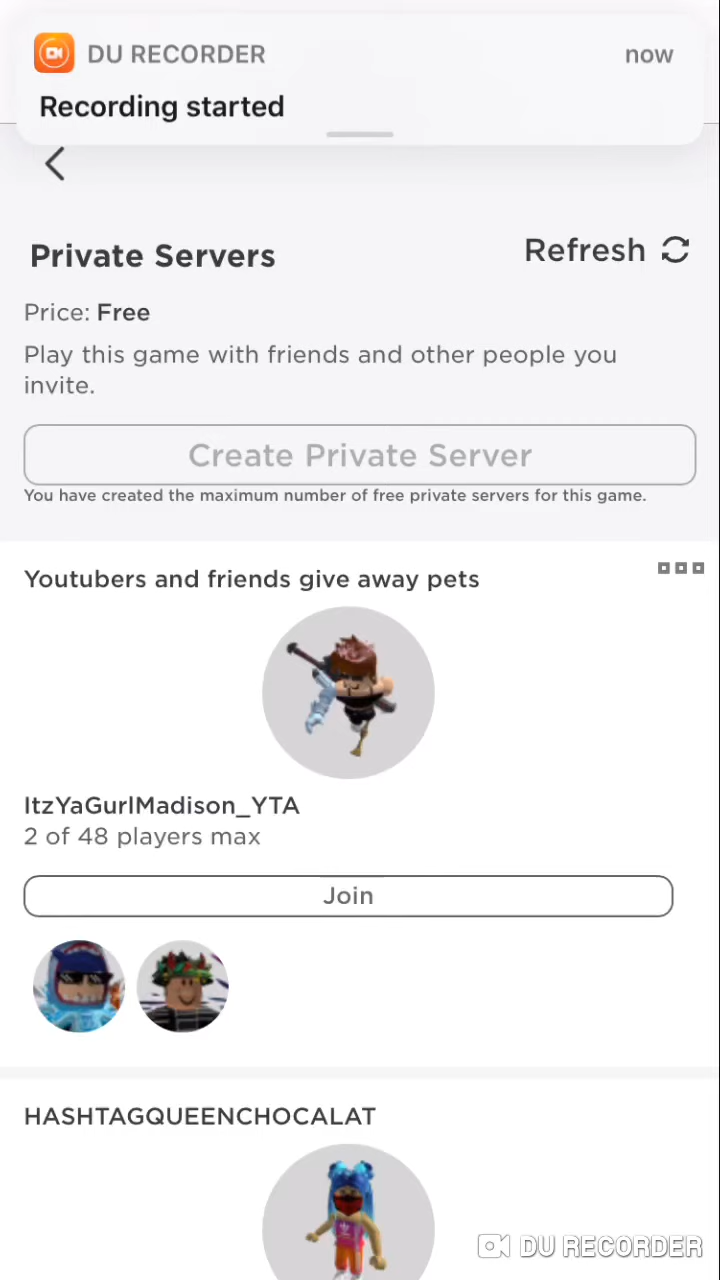 DU RECORDER
now
Recording started
Private Servers
Refresh
Price: Free
Play this game with friends and other people you
invite.
Create Private Server
You have created the maximum number of free private servers for this game.
Youtubers and friends give away pets
ItzYaGurlMadison_YTA
2 of 48 players max
Join
HASHTAGQUEENCHOCALAT
DU RECORDER